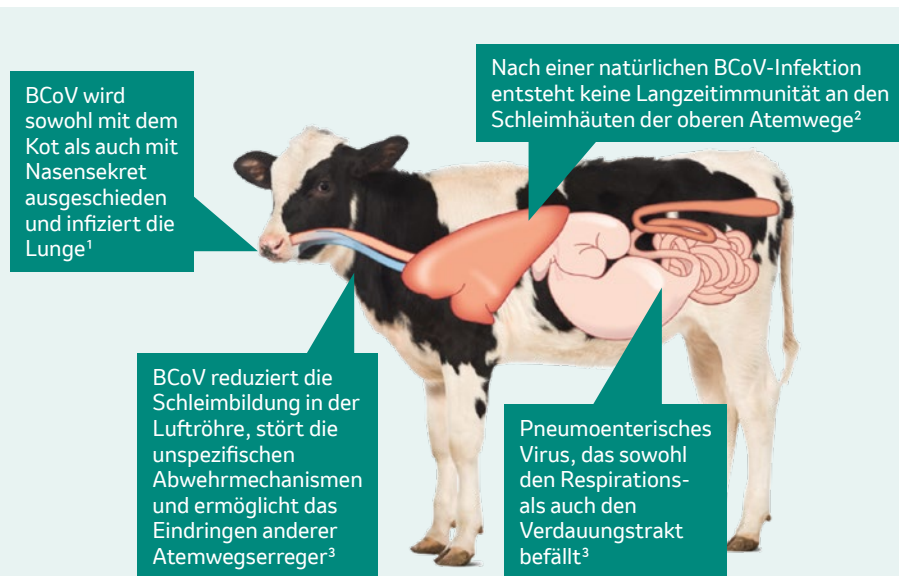 BCoV wird
sowohl mit dem
Kot als auch mit
Nasensekret
ausgeschieden
und infiziert die
Lunge¹
Nach einer natürlichen BCoV-Infektion
entsteht keine Langzeitimmunität an den
Schleimhäuten der oberen Atemwege²
BCoV reduziert die
Schleimbildung in der
Luftröhre, stört die
unspezifischen
Abwehrmechanismen
und ermöglicht das
Eindringen anderer
Atemwegserreger³
Pneumoenterisches
Virus, das sowohl
den Respirations-
als auch den
Verdauungstrakt
befällt³